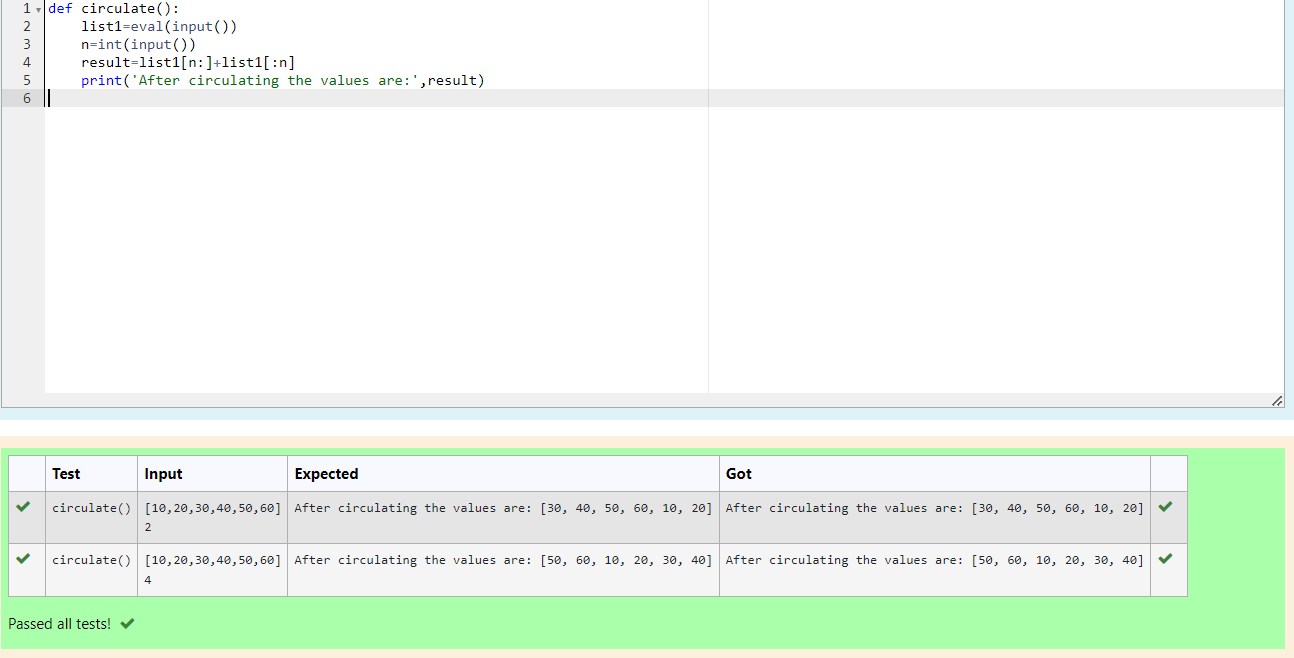 1 def circulate():
2     list1=eval(input())
3     n=int(input())
4     result=list1[n:]+list1[:n]
5     print('After circulating the values are:',result)
6
Test Input Expected Got
circulate() [10,20,30,40,50,60] After circulating the values are: [30, 40, 50, 60, 10, 20] After circulating the values are: [30, 40, 50, 60, 10, 20]
2
circulate() [10,20,30,40,50,60] After circulating the values are: [50, 60, 10, 20, 30, 40] After circulating the values are: [50, 60, 10, 20, 30, 40]
4
Passed all tests!